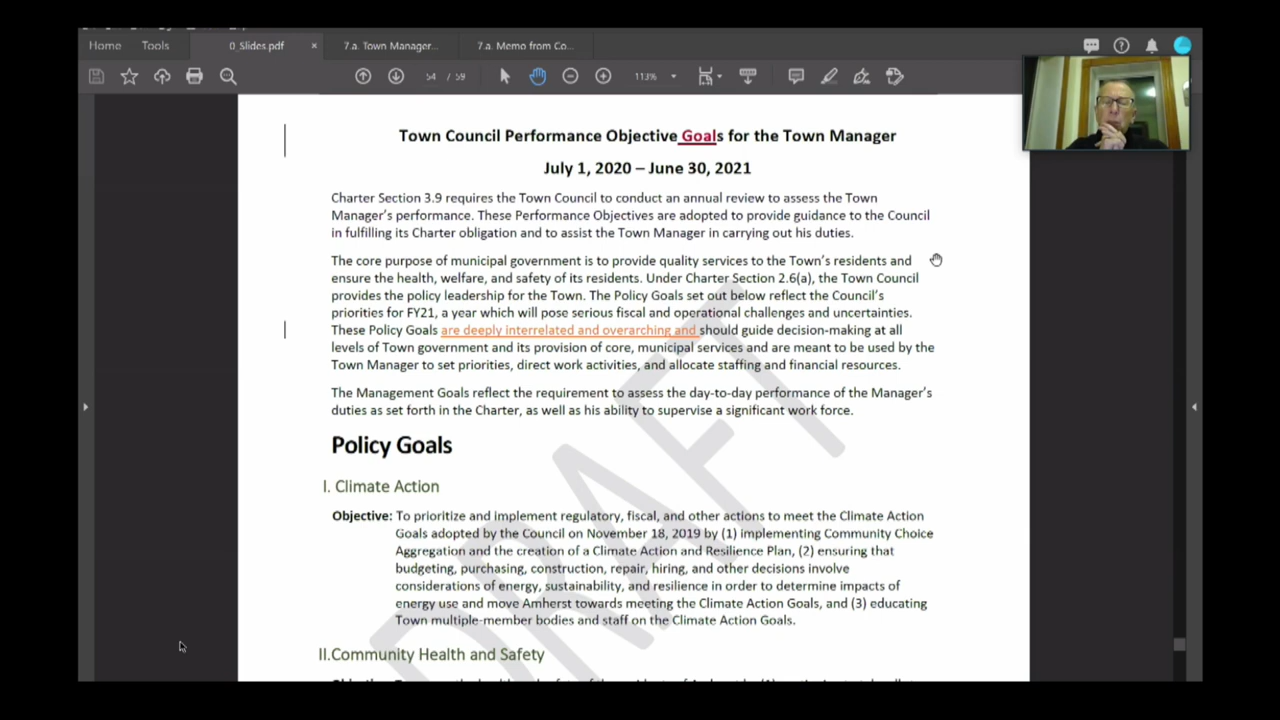 Home Tools 0_Slides.pdf × 7.a. Town Manager... 7.a. Memo from Co...
54 / 59 113%
Town Council Performance Objective Goals for the Town Manager
July 1, 2020 – June 30, 2021
Charter Section 3.9 requires the Town Council to conduct an annual review to assess the Town
Manager's performance. These Performance Objectives are adopted to provide guidance to the Council
in fulfilling its Charter obligation and to assist the Town Manager in carrying out his duties.
The core purpose of municipal government is to provide quality services to the Town's residents and
ensure the health, welfare, and safety of its residents. Under Charter Section 2.6(a), the Town Council
provides the policy leadership for the Town. The Policy Goals set out below reflect the Council's
priorities for FY21, a year which will pose serious fiscal and operational challenges and uncertainties.
These Policy Goals are deeply interrelated and overarching and should guide decision-making at all
levels of Town government and its provision of core, municipal services and are meant to be used by the
Town Manager to set priorities, direct work activities, and allocate staffing and financial resources.
The Management Goals reflect the requirement to assess the day-to-day performance of the Manager's
duties as set forth in the Charter, as well as his ability to supervise a significant work force.
Policy Goals
I. Climate Action
Objective: To prioritize and implement regulatory, fiscal, and other actions to meet the Climate Action
Goals adopted by the Council on November 18, 2019 by (1) implementing Community Choice
Aggregation and the creation of a Climate Action and Resilience Plan, (2) ensuring that
budgeting, purchasing, construction, repair, hiring, and other decisions involve
considerations of energy, sustainability, and resilience in order to determine impacts of
energy use and move Amherst towards meeting the Climate Action Goals, and (3) educating
Town multiple-member bodies and staff on the Climate Action Goals.
II.Community Health and Safety
DRAFT